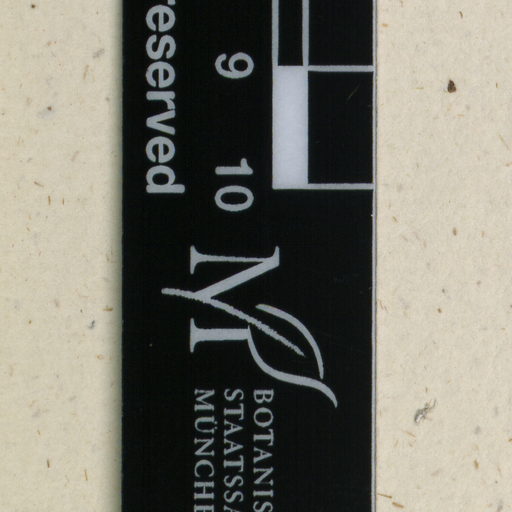 reserved
9 10
BOTANIS
STAATSSA
MÜNCHE